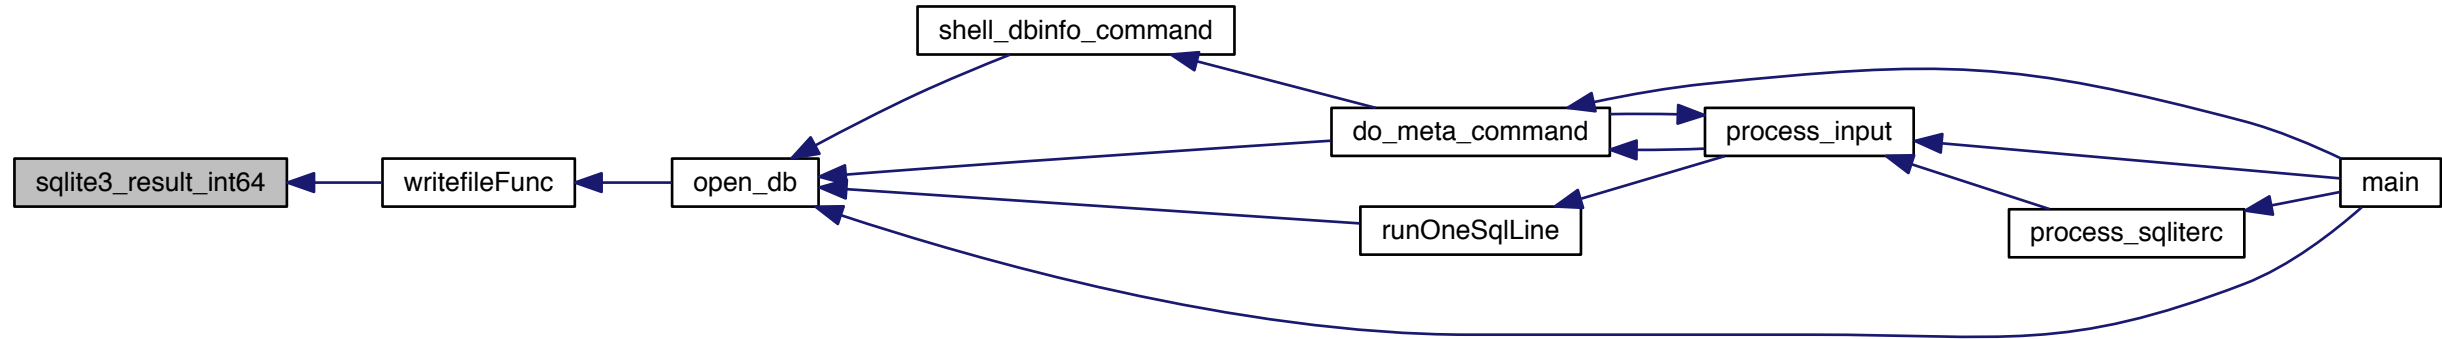 shell_dbinfo_command
do_meta_command
process_input
sqlite3_result_int64
writefileFunc
open_db
main
runOneSqlLine
process_sqliterc